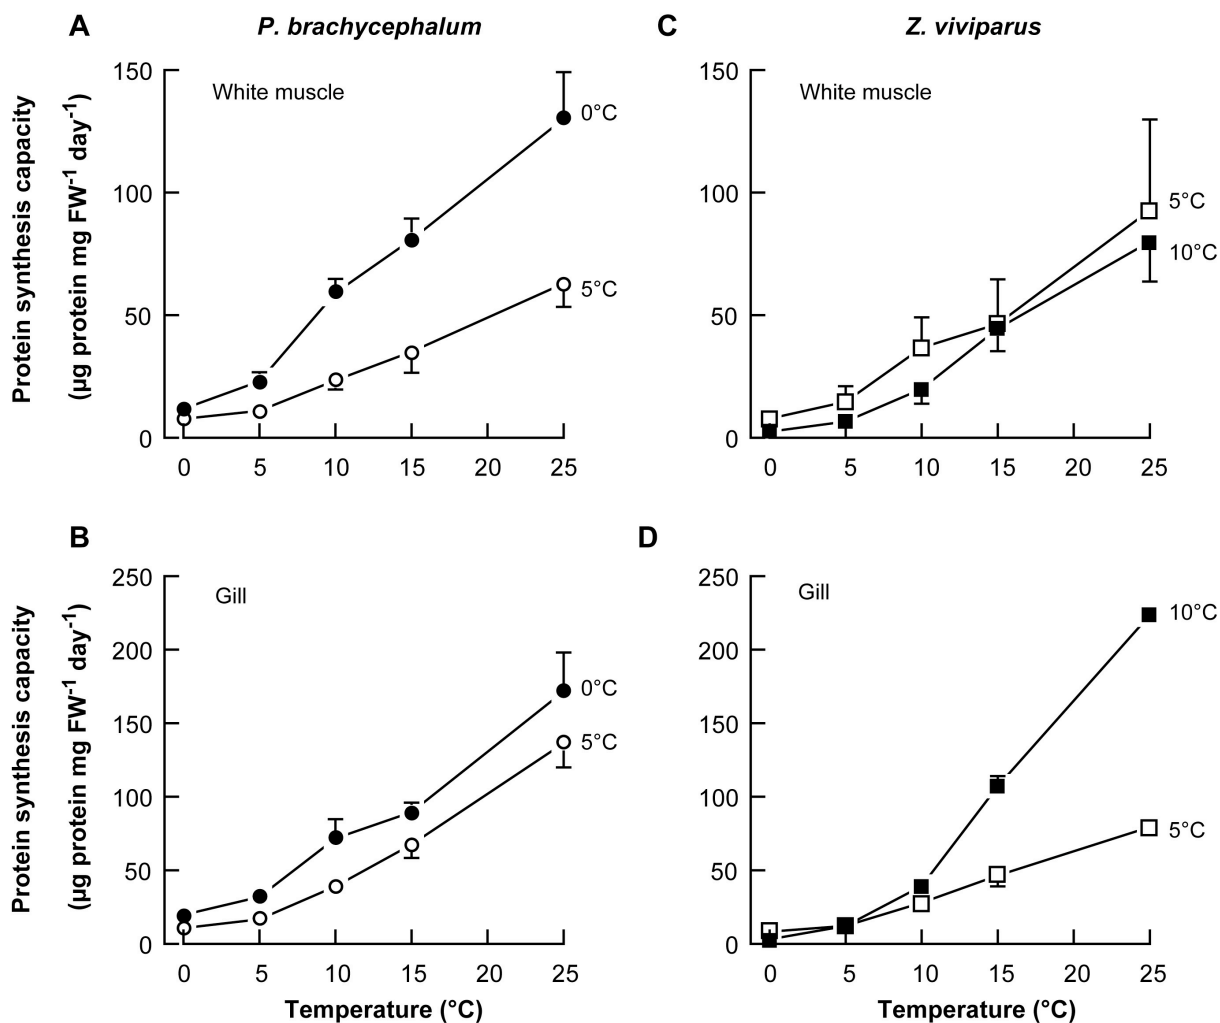 A
P. brachycephalum
Protein synthesis capacity
(µg protein mg FW-1 day-1)
150
100
50
0
White muscle
0°C
5°C
0 5 10 15 20 25
C
Z. viviparus
150
100
50
0
White muscle
5°C
10°C
0 5 10 15 20 25
B
Protein synthesis capacity
(µg protein mg FW-1 day-1)
250
200
150
100
50
0
Gill
0°C
5°C
0 5 10 15 20 25
Temperature (°C)
D
250
200
150
100
50
0
Gill
10°C
5°C
0 5 10 15 20 25
Temperature (°C)